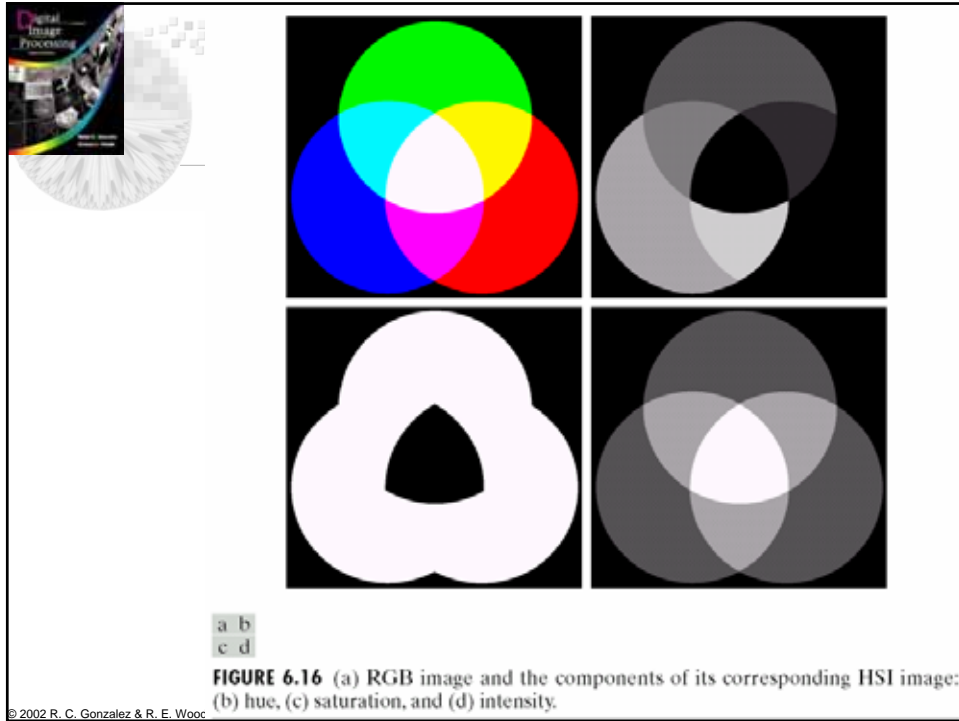 Digital
Image
Processing
a b
c d
FIGURE 6.16 (a) RGB image and the components of its corresponding HSI image:
(b) hue, (c) saturation, and (d) intensity.
© 2002 R. C. Gonzalez & R. E. Wooc